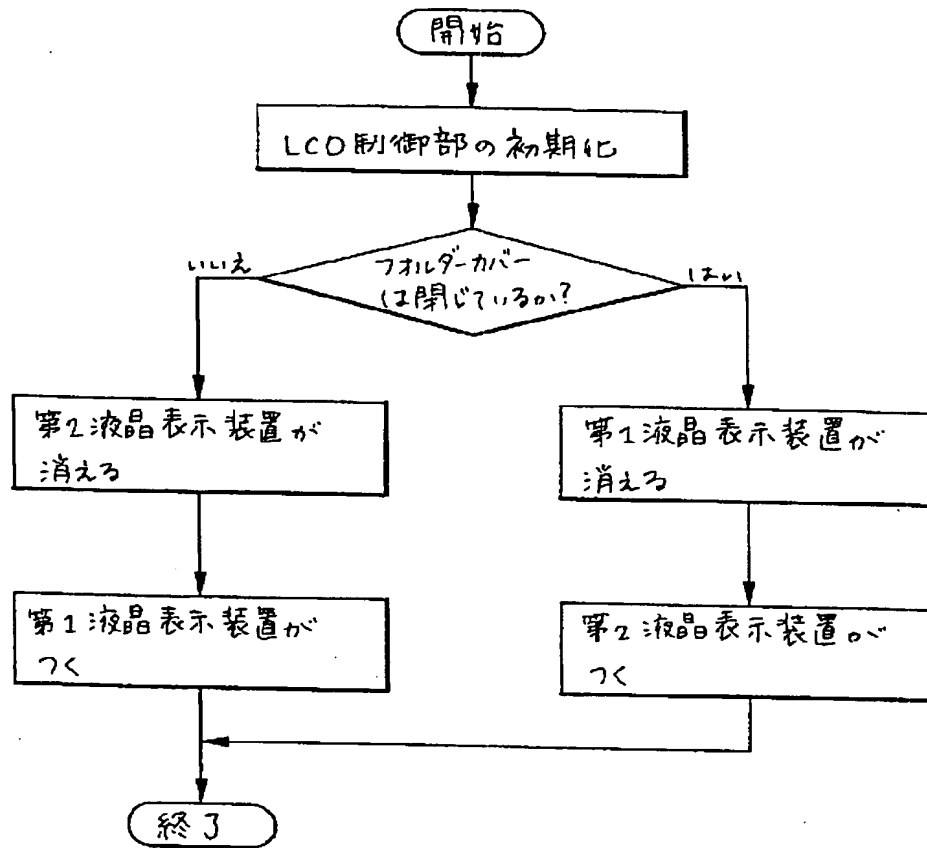 開始
LCD制御部の初期化
フォルダーカバー
は閉じているか?
いいえ
はい
第2液晶表示装置が
消える
第1液晶表示装置が
消える
第1液晶表示装置が
つく
第2液晶表示装置が
つく
終了